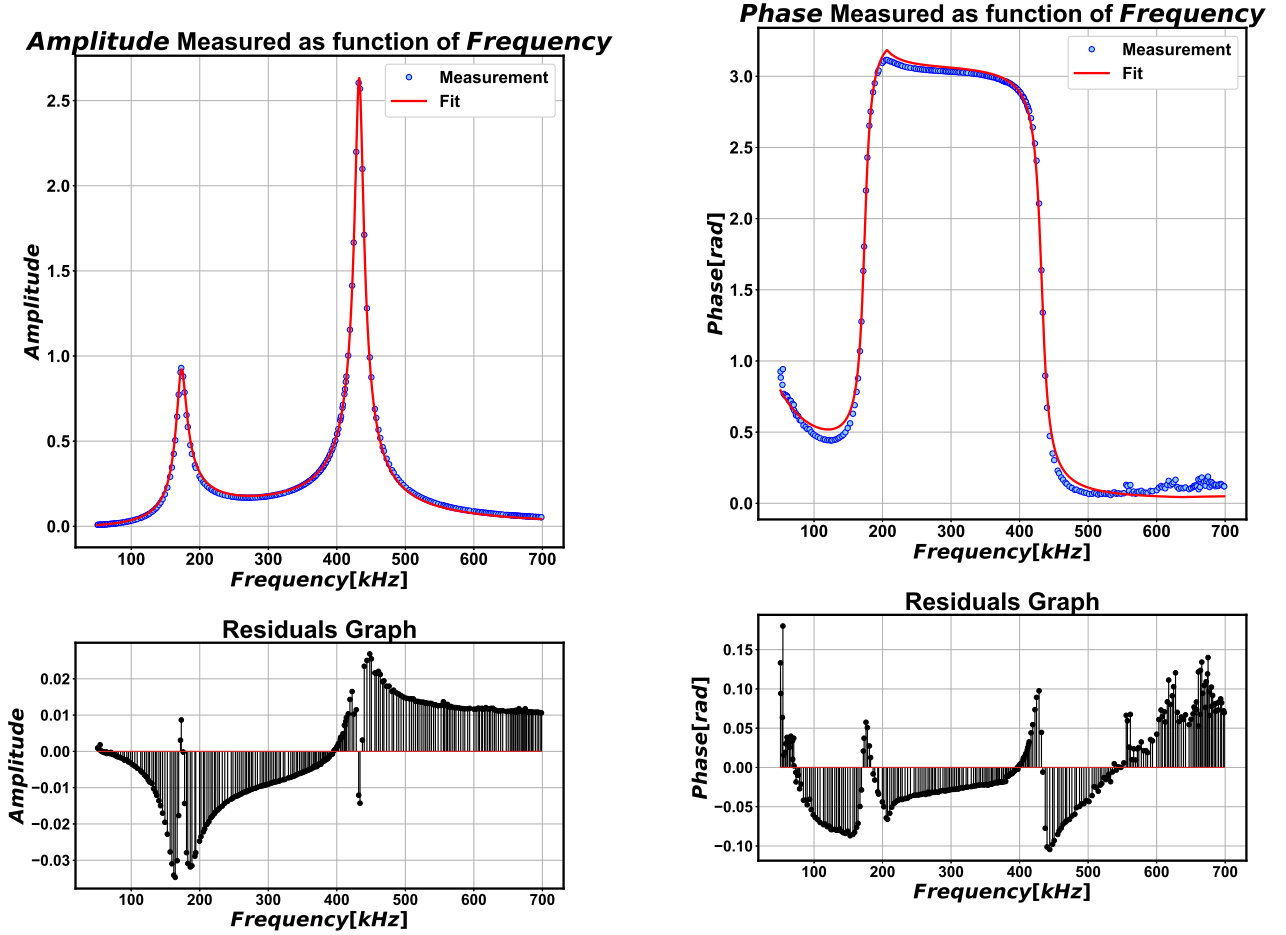 Amplitude Measured as function of Frequency
Measurement
Fit
2.5
2.0
1.5
1.0
0.5
0.0
Amplitude
100 200 300 400 500 600 700
Frequency[kHz]
Phase Measured as function of Frequency
Measurement
Fit
3.0
2.5
2.0
1.5
1.0
0.5
0.0
Phase[rad]
100 200 300 400 500 600 700
Frequency[kHz]
Residuals Graph
0.02
0.01
0.00
−0.01
−0.02
−0.03
Amplitude
100 200 300 400 500 600 700
Frequency[kHz]
Residuals Graph
0.15
0.10
0.05
0.00
−0.05
−0.10
Phase[rad]
100 200 300 400 500 600 700
Frequency[kHz]